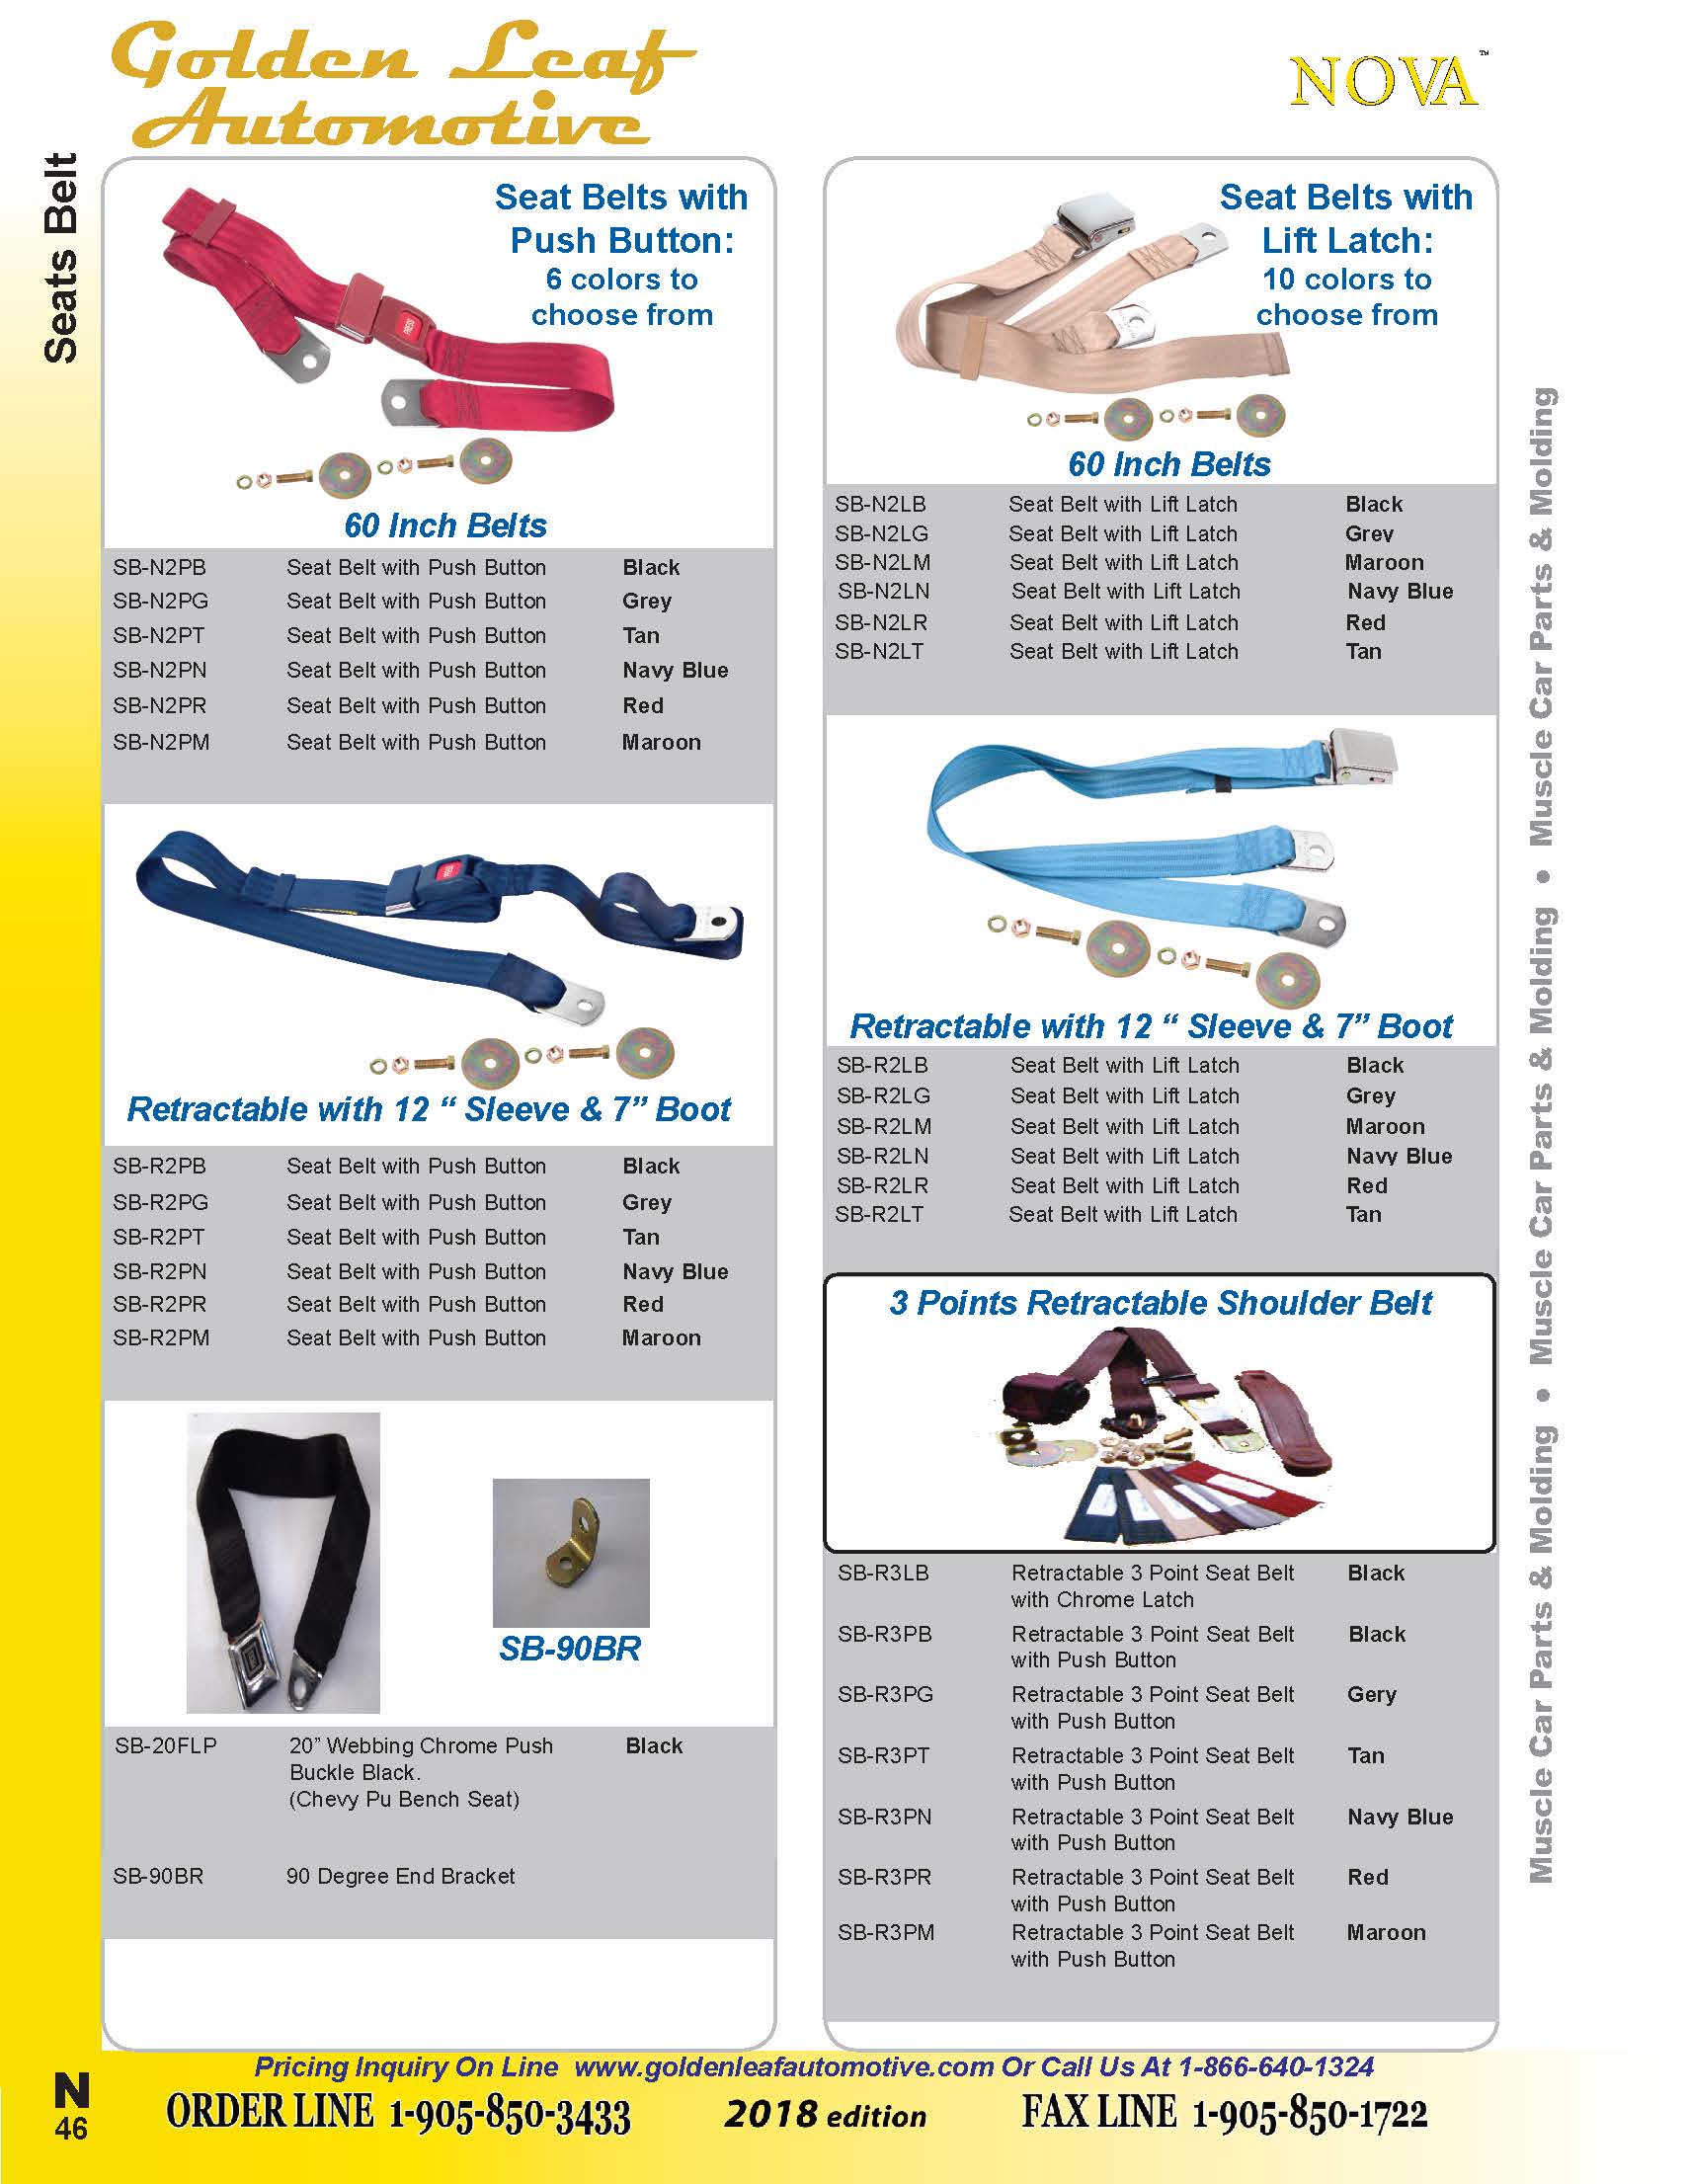 Golden Leaf
Automotive
NOVA™
Seats Belt
Seat Belts with
Push Button:
6 colors to
choose from
60 Inch Belts
SB-N2PB Seat Belt with Push Button Black
SB-N2PG Seat Belt with Push Button Grey
SB-N2PT Seat Belt with Push Button Tan
SB-N2PN Seat Belt with Push Button Navy Blue
SB-N2PR Seat Belt with Push Button Red
SB-N2PM Seat Belt with Push Button Maroon
Retractable with 12 “ Sleeve & 7” Boot
SB-R2PB Seat Belt with Push Button Black
SB-R2PG Seat Belt with Push Button Grey
SB-R2PT Seat Belt with Push Button Tan
SB-R2PN Seat Belt with Push Button Navy Blue
SB-R2PR Seat Belt with Push Button Red
SB-R2PM Seat Belt with Push Button Maroon
SB-90BR
SB-20FLP 20” Webbing Chrome Push Black
Buckle Black.
(Chevy Pu Bench Seat)
SB-90BR 90 Degree End Bracket
Seat Belts with
Lift Latch:
10 colors to
choose from
60 Inch Belts
SB-N2LB Seat Belt with Lift Latch Black
SB-N2LG Seat Belt with Lift Latch Grey
SB-N2LM Seat Belt with Lift Latch Maroon
SB-N2LN Seat Belt with Lift Latch Navy Blue
SB-N2LR Seat Belt with Lift Latch Red
SB-N2LT Seat Belt with Lift Latch Tan
Retractable with 12 “ Sleeve & 7” Boot
SB-R2LB Seat Belt with Lift Latch Black
SB-R2LG Seat Belt with Lift Latch Grey
SB-R2LM Seat Belt with Lift Latch Maroon
SB-R2LN Seat Belt with Lift Latch Navy Blue
SB-R2LR Seat Belt with Lift Latch Red
SB-R2LT Seat Belt with Lift Latch Tan
3 Points Retractable Shoulder Belt
SB-R3LB Retractable 3 Point Seat Belt Black
with Chrome Latch
SB-R3PB Retractable 3 Point Seat Belt Black
with Push Button
SB-R3PG Retractable 3 Point Seat Belt Gery
with Push Button
SB-R3PT Retractable 3 Point Seat Belt Tan
with Push Button
SB-R3PN Retractable 3 Point Seat Belt Navy Blue
with Push Button
SB-R3PR Retractable 3 Point Seat Belt Red
with Push Button
SB-R3PM Retractable 3 Point Seat Belt Maroon
with Push Button
Muscle Car Parts & Molding • Muscle Car Parts & Molding • Muscle Car Parts & Molding
Pricing Inquiry On Line www.goldenleafautomotive.com Or Call Us At 1-866-640-1324
N
46
ORDER LINE 1-905-850-3433 2018 edition FAX LINE 1-905-850-1722